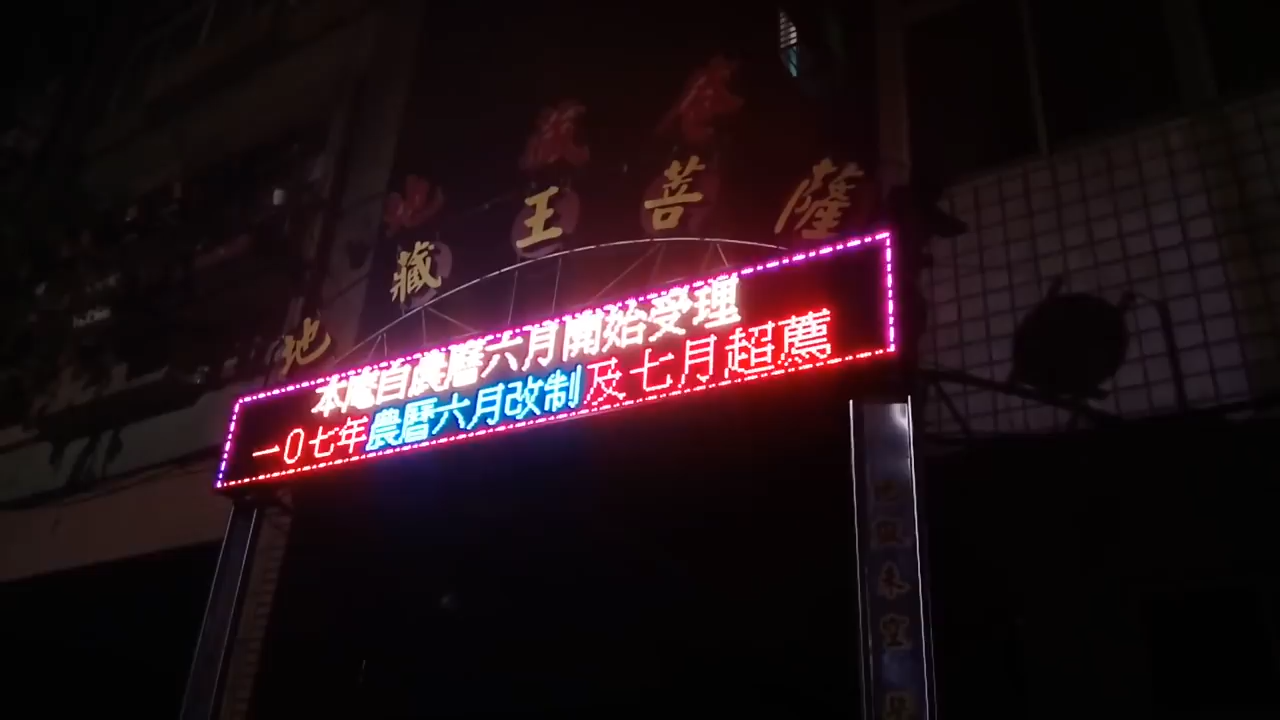 地藏王菩薩
本庵自農曆六月開始受理
一0七年農曆六月改制及七月超薦